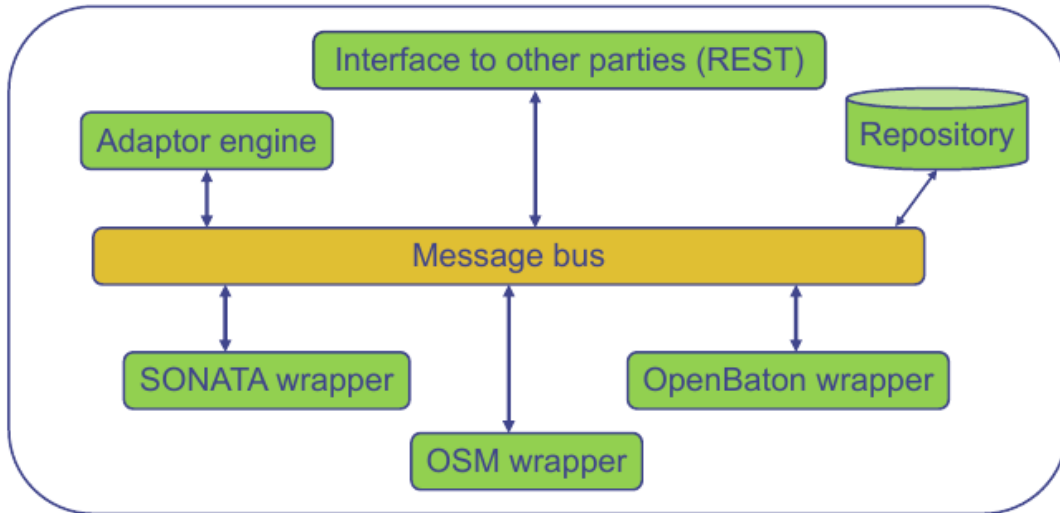 Interface to other parties (REST)
Adaptor engine
Repository
Message bus
SONATA wrapper
OpenBaton wrapper
OSM wrapper